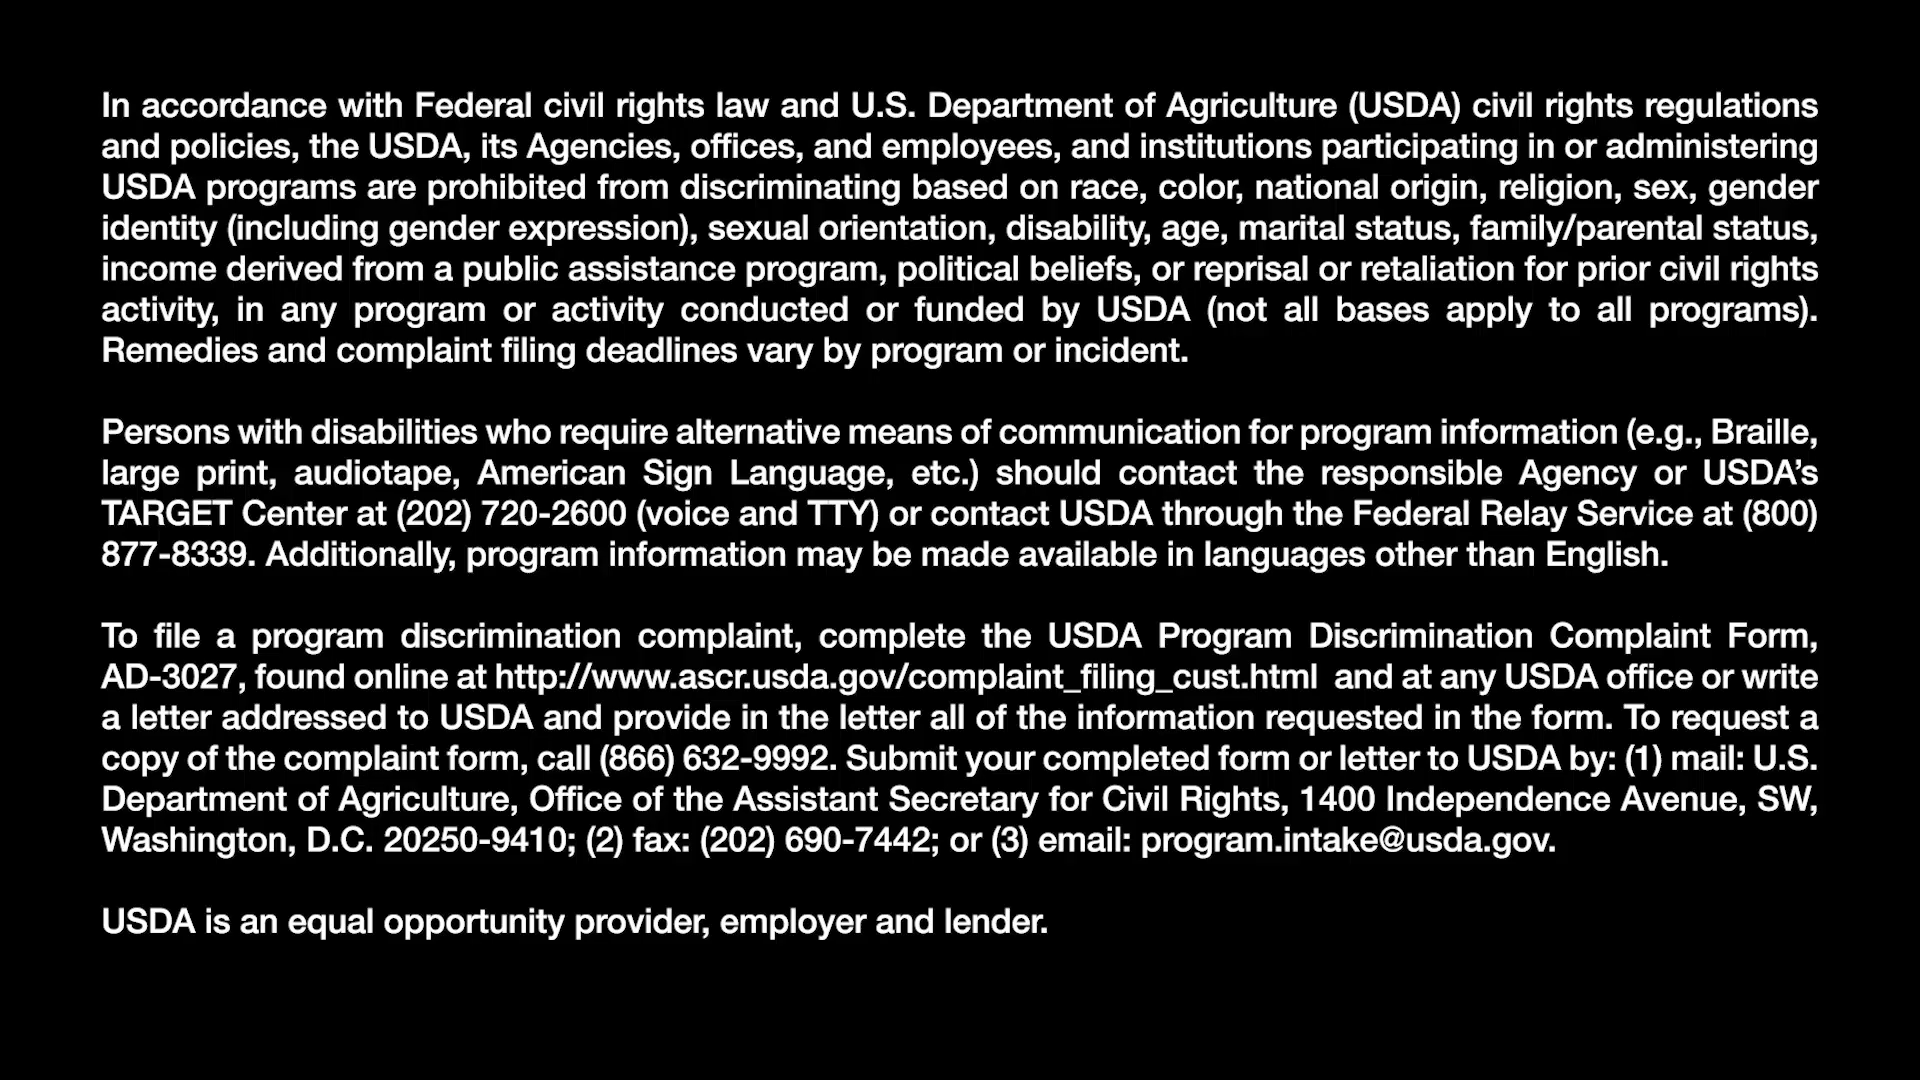 In accordance with Federal civil rights law and U.S. Department of Agriculture (USDA) civil rights regulations
and policies, the USDA, its Agencies, offices, and employees, and institutions participating in or administering
USDA programs are prohibited from discriminating based on race, color, national origin, religion, sex, gender
identity (including gender expression), sexual orientation, disability, age, marital status, family/parental status,
income derived from a public assistance program, political beliefs, or reprisal or retaliation for prior civil rights
activity, in any program or activity conducted or funded by USDA (not all bases apply to all programs).
Remedies and complaint filing deadlines vary by program or incident.
Persons with disabilities who require alternative means of communication for program information (e.g., Braille,
large print, audiotape, American Sign Language, etc.) should contact the responsible Agency or USDA’s
TARGET Center at (202) 720-2600 (voice and TTY) or contact USDA through the Federal Relay Service at (800)
877-8339. Additionally, program information may be made available in languages other than English.
To file a program discrimination complaint, complete the USDA Program Discrimination Complaint Form,
AD-3027, found online at http://www.ascr.usda.gov/complaint_filing_cust.html and at any USDA office or write
a letter addressed to USDA and provide in the letter all of the information requested in the form. To request a
copy of the complaint form, call (866) 632-9992. Submit your completed form or letter to USDA by: (1) mail: U.S.
Department of Agriculture, Office of the Assistant Secretary for Civil Rights, 1400 Independence Avenue, SW,
Washington, D.C. 20250-9410; (2) fax: (202) 690-7442; or (3) email: program.intake@usda.gov.
USDA is an equal opportunity provider, employer and lender.